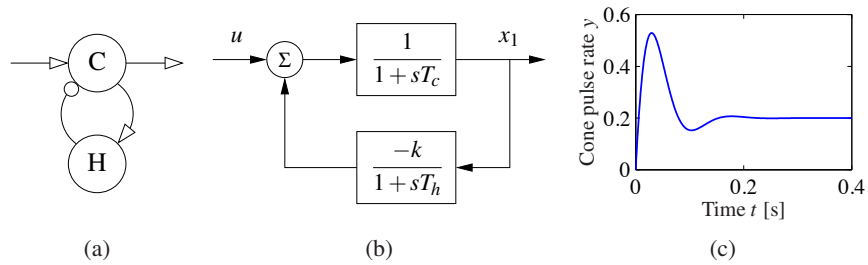 C
H
(a)
u
Σ
1
1 + sT_c
x_1
−k
1 + sT_h
(b)
Cone pulse rate y
0.6
0.4
0.2
0
0 0.2 0.4
Time t [s]
(c)